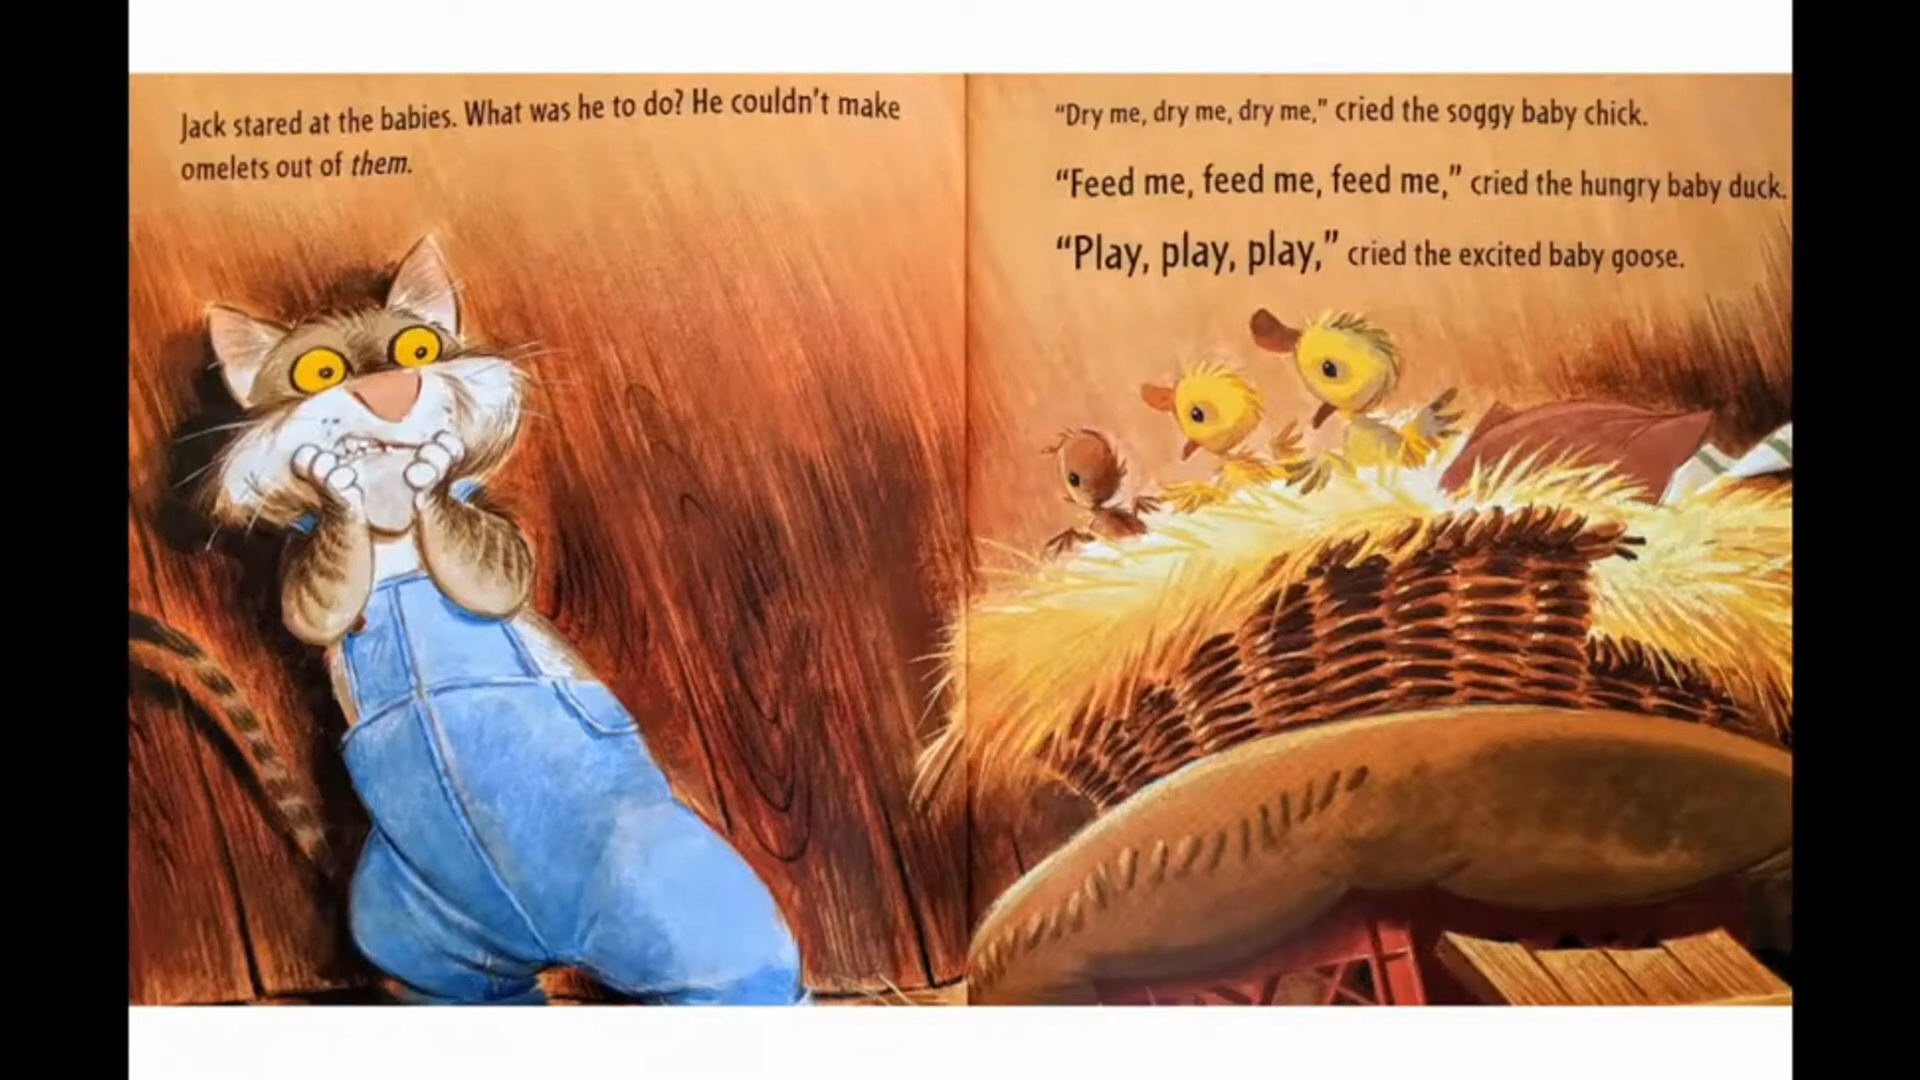 Jack stared at the babies. What was he to do? He couldn't make
omelets out of them.
"Dry me, dry me, dry me," cried the soggy baby chick.
"Feed me, feed me, feed me," cried the hungry baby duck.
"Play, play, play," cried the excited baby goose.